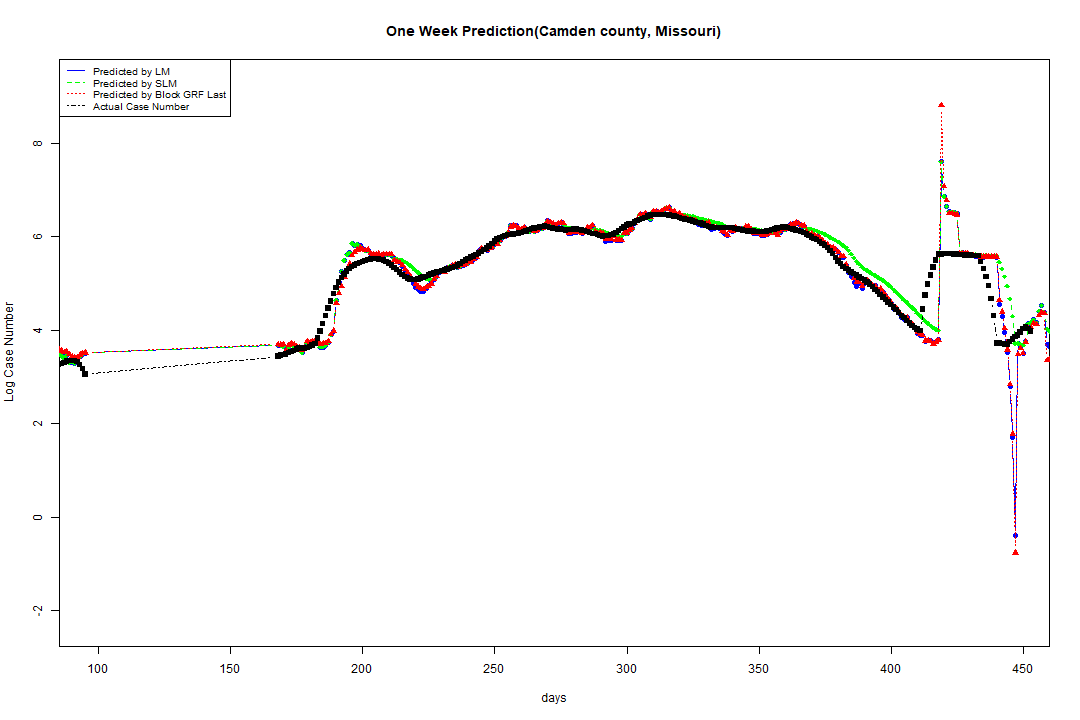 One Week Prediction(Camden county, Missouri)
Predicted by LM
Predicted by SLM
Predicted by Block GRF Last
Actual Case Number
8
6
4
2
0
-2
Log Case Number
100 150 200 250 300 350 400 450
days